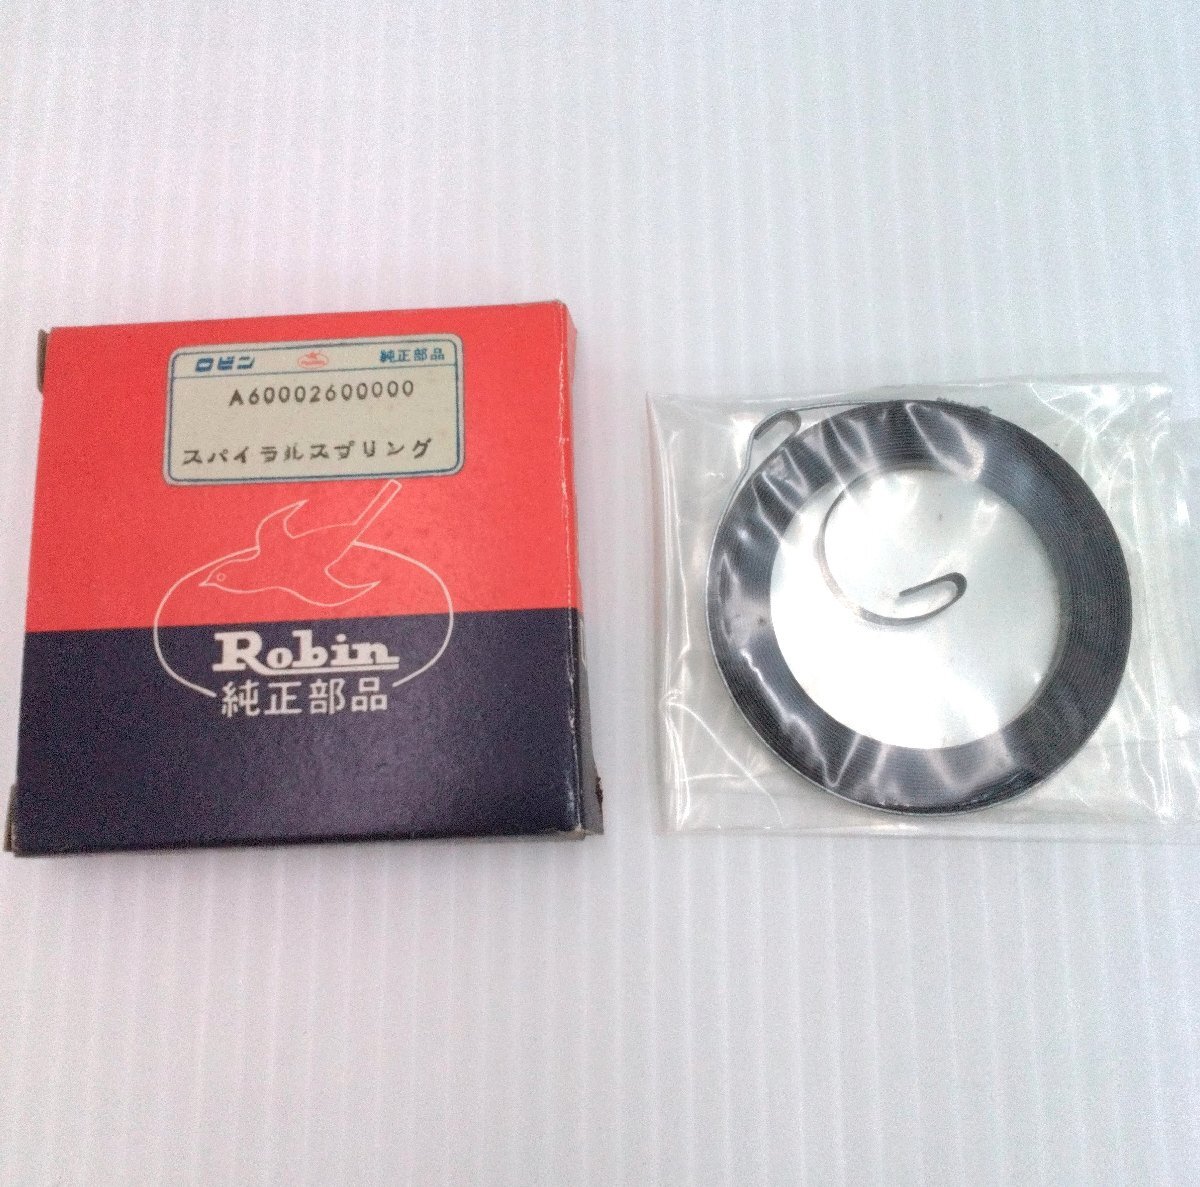 ロビン 純正部品
A60002600000
スパイラルスプリング
Robin
純正部品